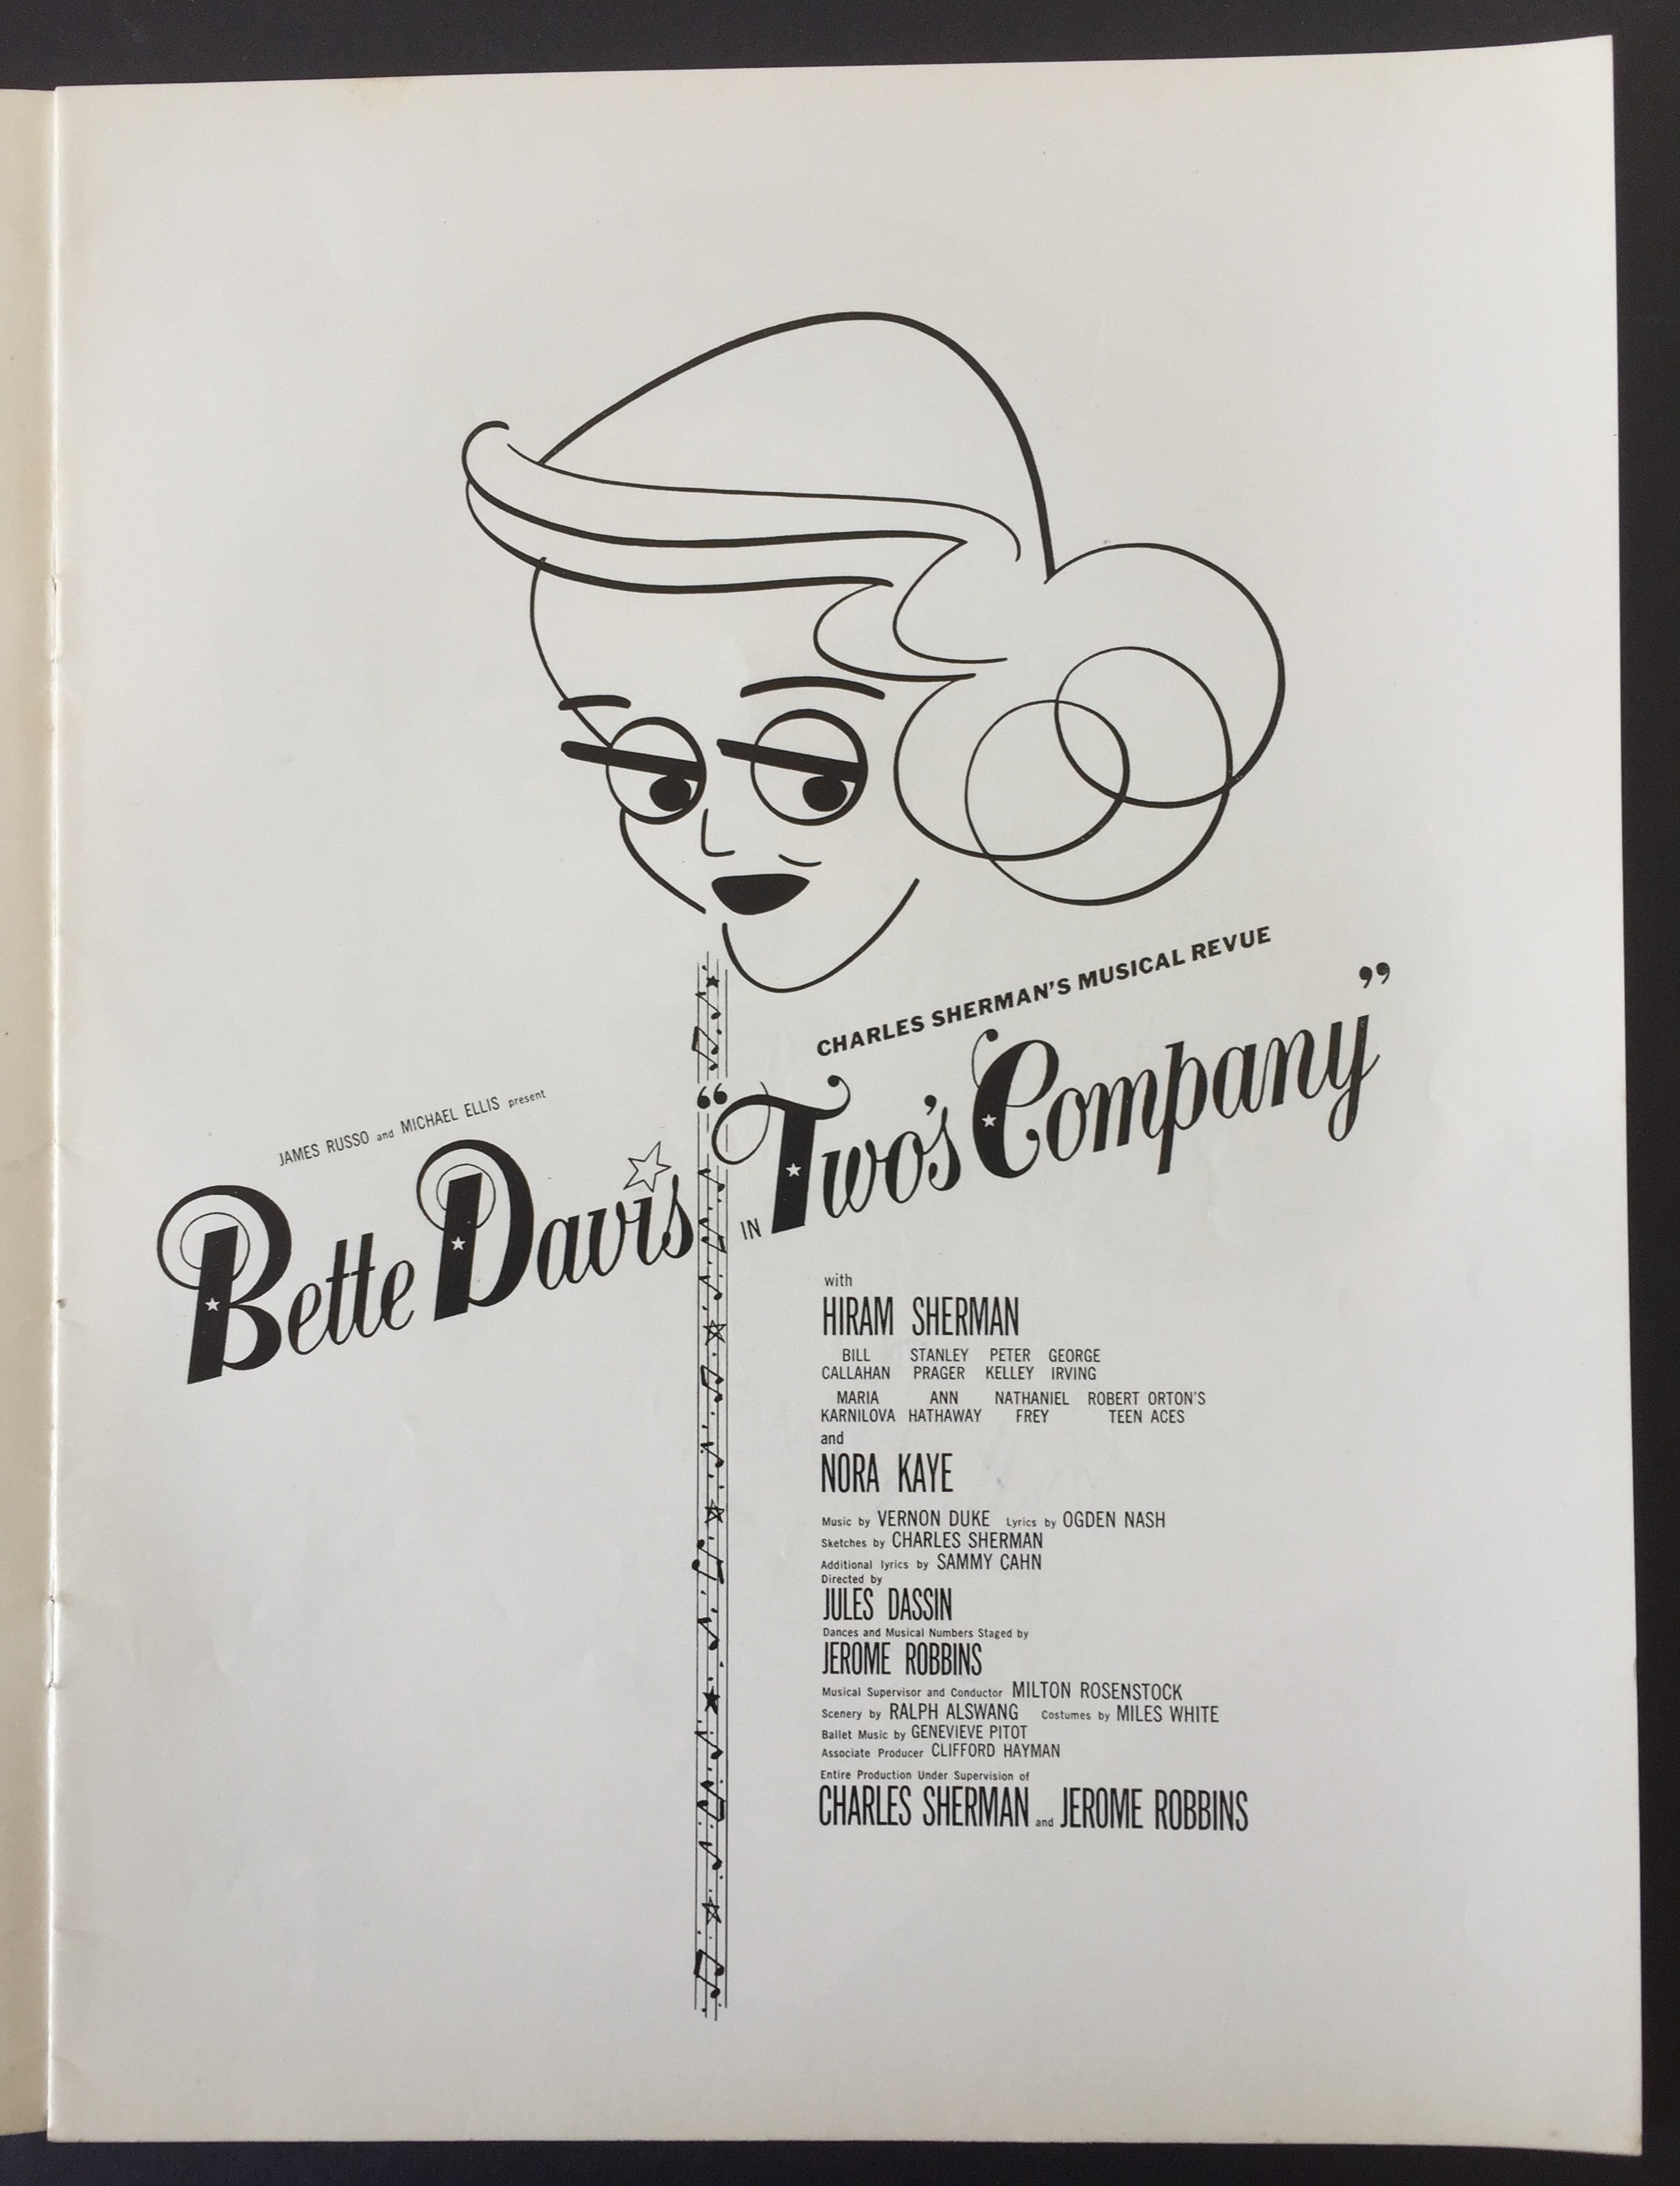 CHARLES SHERMAN'S MUSICAL REVUE
JAMES RUSSO and MICHAEL ELLIS present
Bette Davis IN "Two's Company"
with
HIRAM SHERMAN
BILL STANLEY PETER GEORGE
CALLAHAN PRAGER KELLEY IRVING
MARIA ANN NATHANIEL ROBERT ORTON'S
KARNILOVA HATHAWAY FREY TEEN ACES
and
NORA KAYE
Music by VERNON DUKE Lyrics by OGDEN NASH
Sketches by CHARLES SHERMAN
Additional lyrics by SAMMY CAHN
Directed by
JULES DASSIN
Dances and Musical Numbers Staged by
JEROME ROBBINS
Musical Supervisor and Conductor MILTON ROSENSTOCK
Scenery by RALPH ALSWANG Costumes by MILES WHITE
Ballet Music by GENEVIEVE PITOT
Associate Producer CLIFFORD HAYMAN
Entire Production Under Supervision of
CHARLES SHERMAN and JEROME ROBBINS